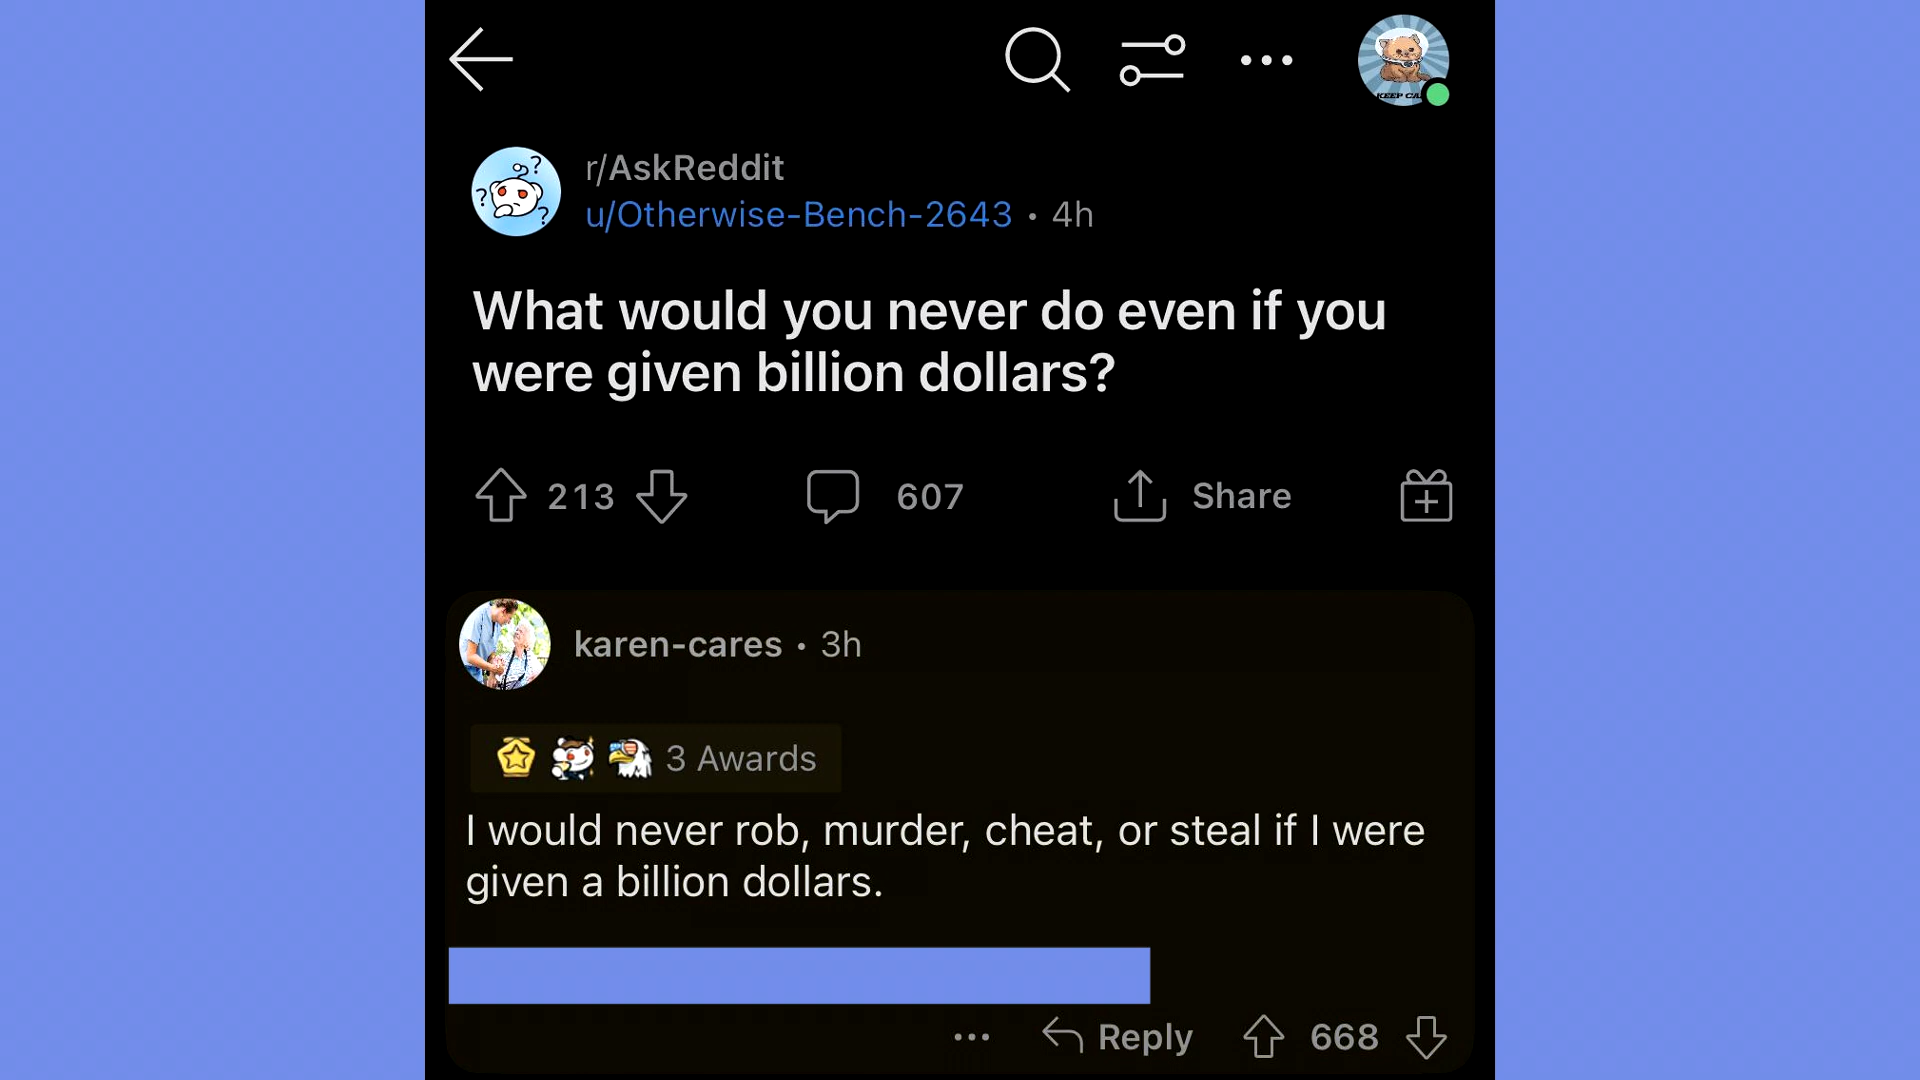 KEEP CA
r/AskReddit
u/Otherwise-Bench-2643 • 4h
What would you never do even if you
were given billion dollars?
213
607
Share
karen-cares • 3h
3 Awards
I would never rob, murder, cheat, or steal if I were
given a billion dollars.
Reply
668